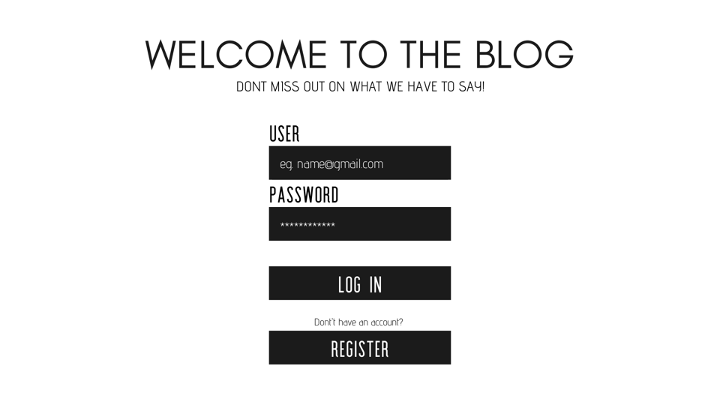 WELCOME TO THE BLOG
DONT MISS OUT ON WHAT WE HAVE TO SAY!
USER
eg. name@gmail.com
PASSWORD
************
LOG IN
Dont't have an account?
REGISTER